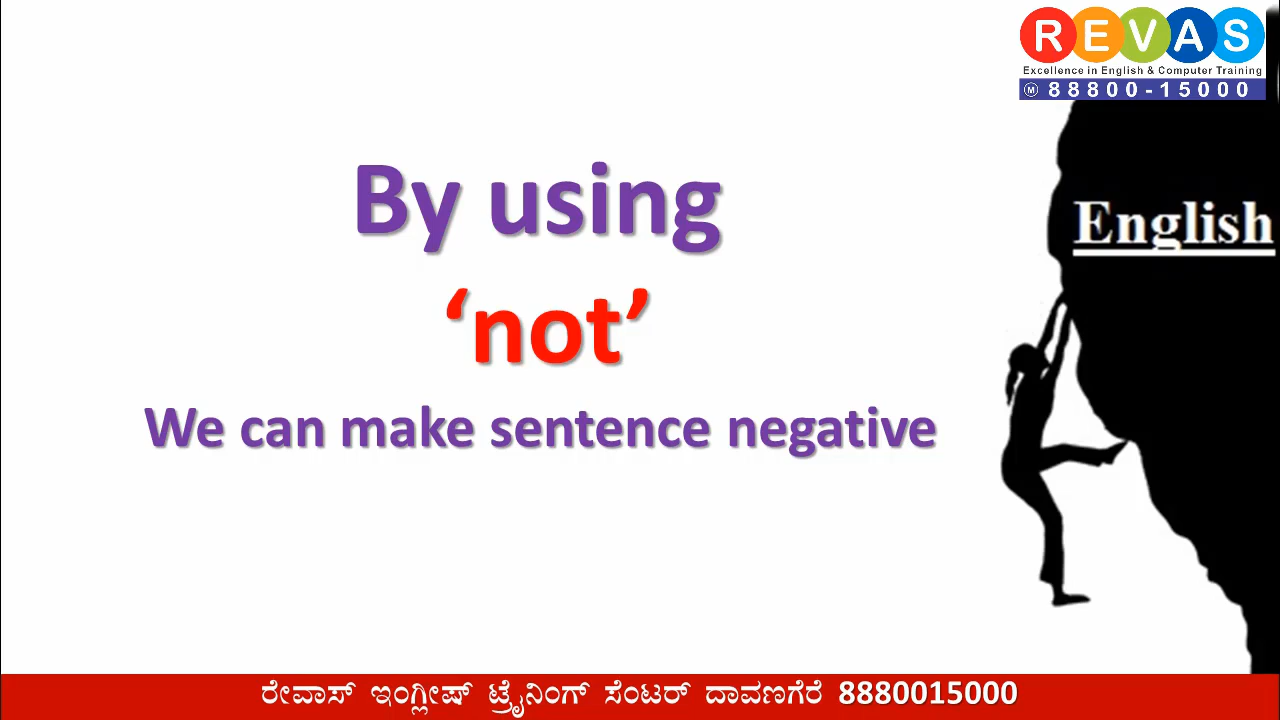 REVAS
Excellence in English & Computer Training
M 88800-15000
By using
‘not’
We can make sentence negative
English
ರೇವಾಸ್ ಇಂಗ್ಲೀಷ್ ಟ್ರೈನಿಂಗ್ ಸೆಂಟರ್ ದಾವಣಗೆರೆ 8880015000